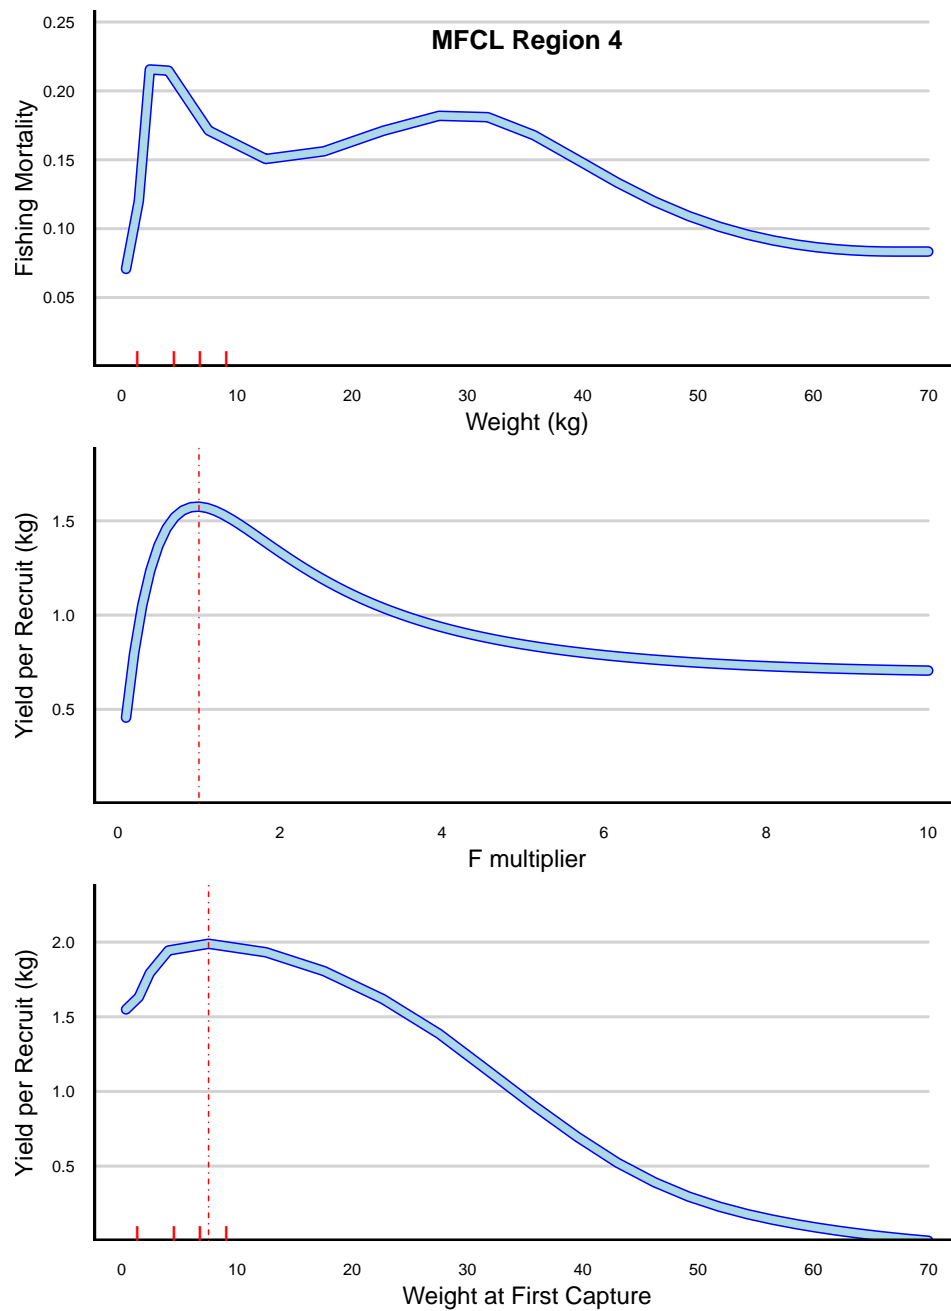 MFCL Region 4
Fishing Mortality
0.25
0.20
0.15
0.10
0.05
0 10 20 30 40 50 60 70
Weight (kg)
Yield per Recruit (kg)
1.5
1.0
0.5
0 2 4 6 8 10
F multiplier
Yield per Recruit (kg)
2.0
1.5
1.0
0.5
0 10 20 30 40 50 60 70
Weight at First Capture